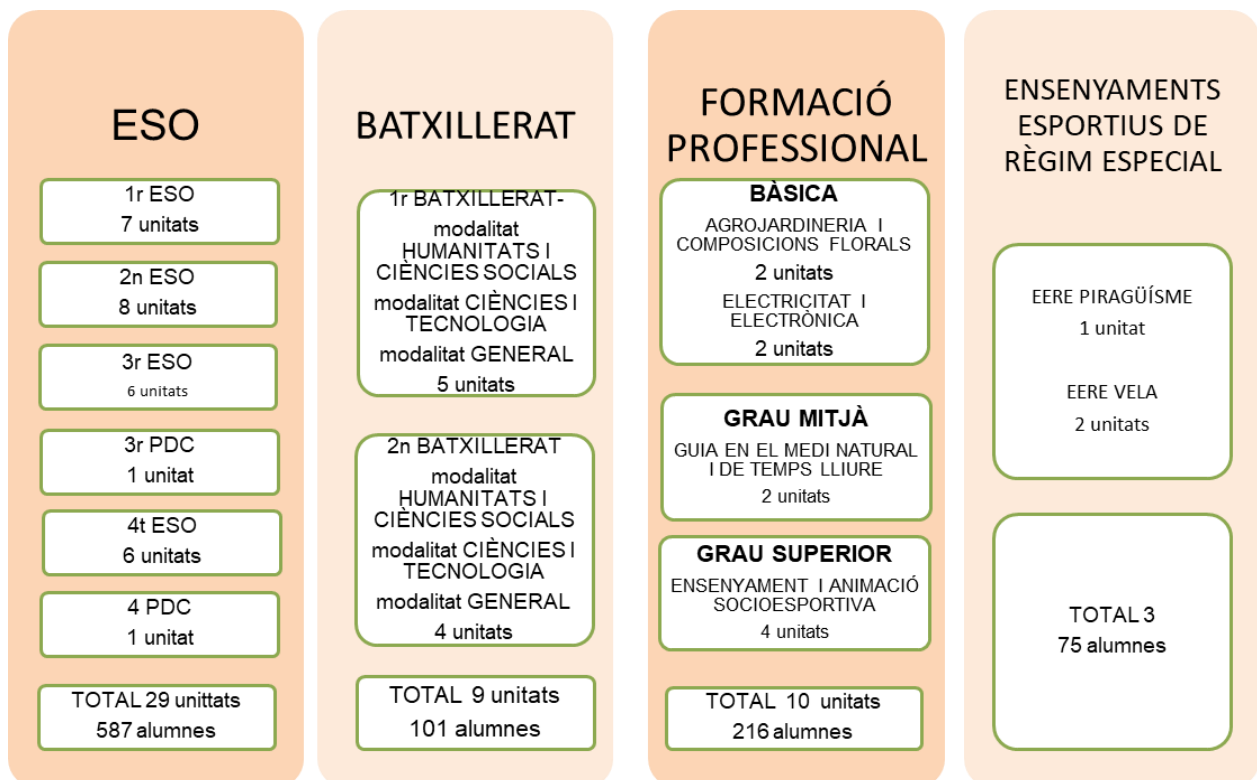 ESO
1r ESO
7 unitats
2n ESO
8 unitats
3r ESO
6 unitats
3r PDC
1 unitat
4t ESO
6 unitats
4 PDC
1 unitat
TOTAL 29 unittats
587 alumnes
BATXILLERAT
1r BATXILLERAT-
modalitat
HUMANITATS I
CIÈNCIES SOCIALS
modalitat CIÈNCIES I
TECNOLOGIA
modalitat GENERAL
5 unitats
2n BATXILLERAT
modalitat
HUMANITATS I
CIÈNCIES SOCIALS
modalitat CIÈNCIES I
TECNOLOGIA
modalitat GENERAL
4 unitats
TOTAL 9 unitats
101 alumnes
FORMACIÓ
PROFESSIONAL
BÀSICA
AGROJARDINERIA I
COMPOSICIONS FLORALS
2 unitats
ELECTRICITAT I
ELECTRÒNICA
2 unitats
GRAU MITJÀ
GUIA EN EL MEDI NATURAL
I DE TEMPS LLIURE
2 unitats
GRAU SUPERIOR
ENSENYAMENT I ANIMACIÓ
SOCIOESPORTIVA
4 unitats
TOTAL 10 unitats
216 alumnes
ENSENYAMENTS
ESPORTIUS DE
RÈGIM ESPECIAL
EERE PIRAGÜÍSME
1 unitat
EERE VELA
2 unitats
TOTAL 3
75 alumnes